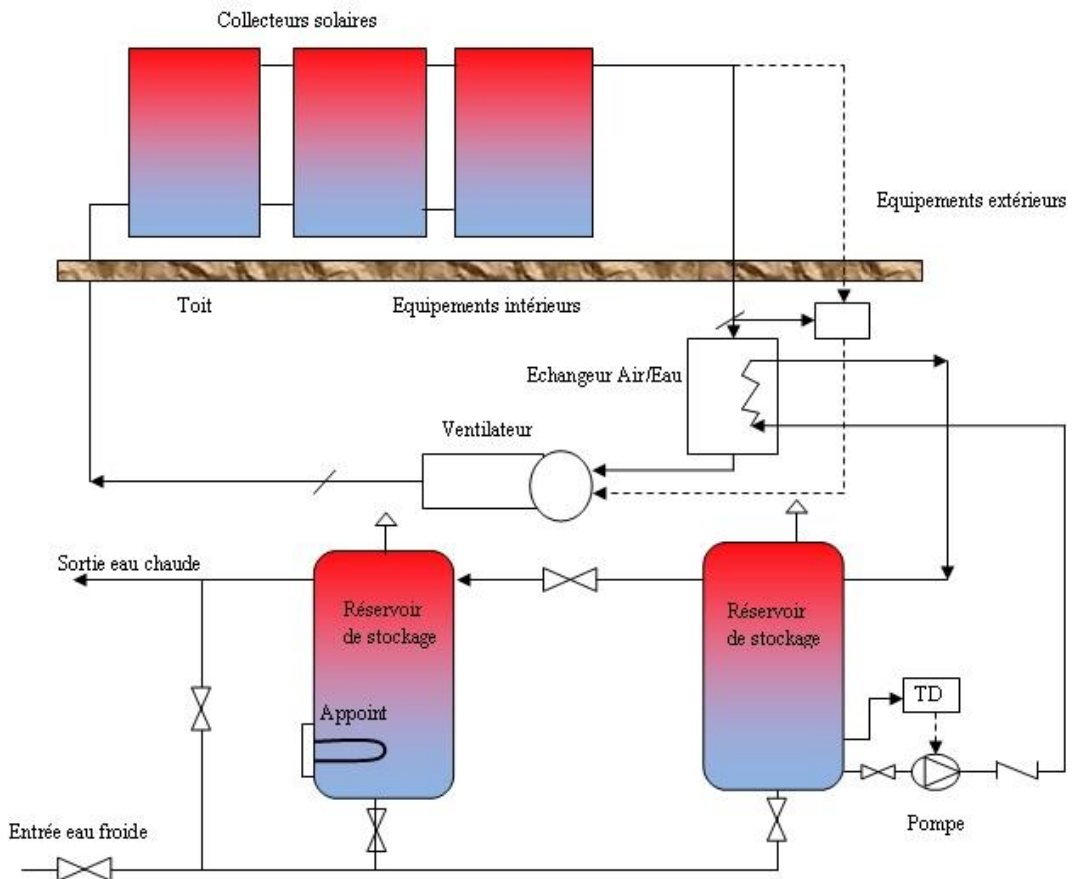 Collecteurs solaires
Equipements extérieurs
Toit
Equipements intérieurs
Echangeur Air/Eau
Ventilateur
Sortie eau chaude
Réservoir
de stockage
Réservoir
de stockage
TD
Appoint
Pompe
Entrée eau froide